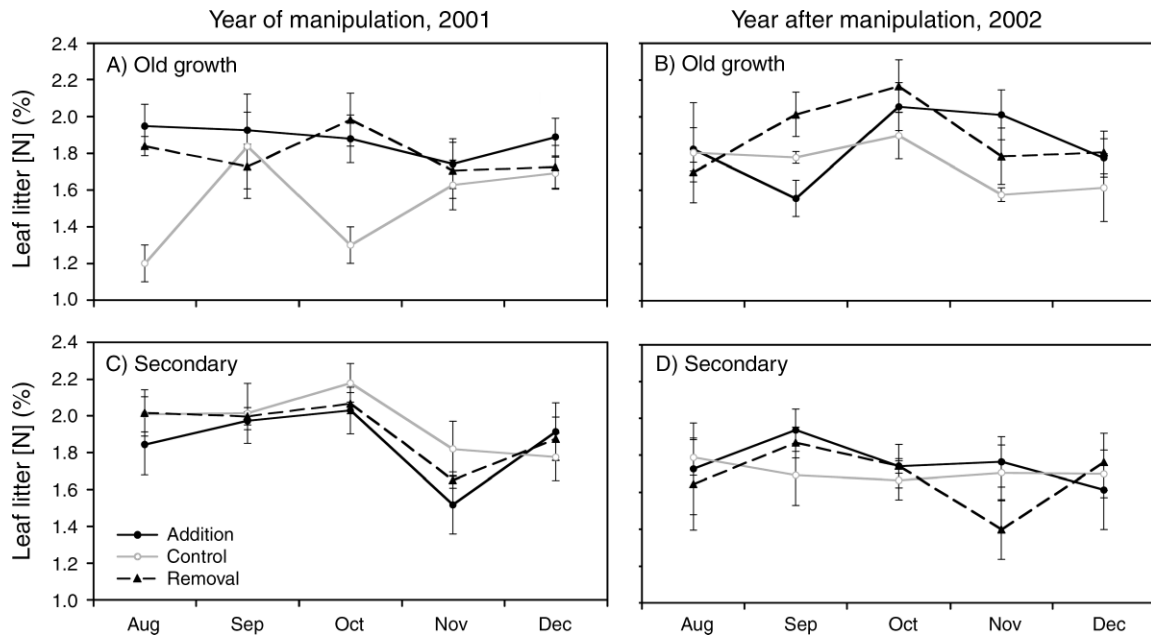 Year of manipulation, 2001
Year after manipulation, 2002
Leaf litter [N] (%)
2.4
2.2
2.0
1.8
1.6
1.4
1.2
1.0
A) Old growth
B) Old growth
Leaf litter [N] (%)
2.4
2.2
2.0
1.8
1.6
1.4
1.2
1.0
C) Secondary
D) Secondary
Addition
Control
Removal
Aug Sep Oct Nov Dec
Aug Sep Oct Nov Dec